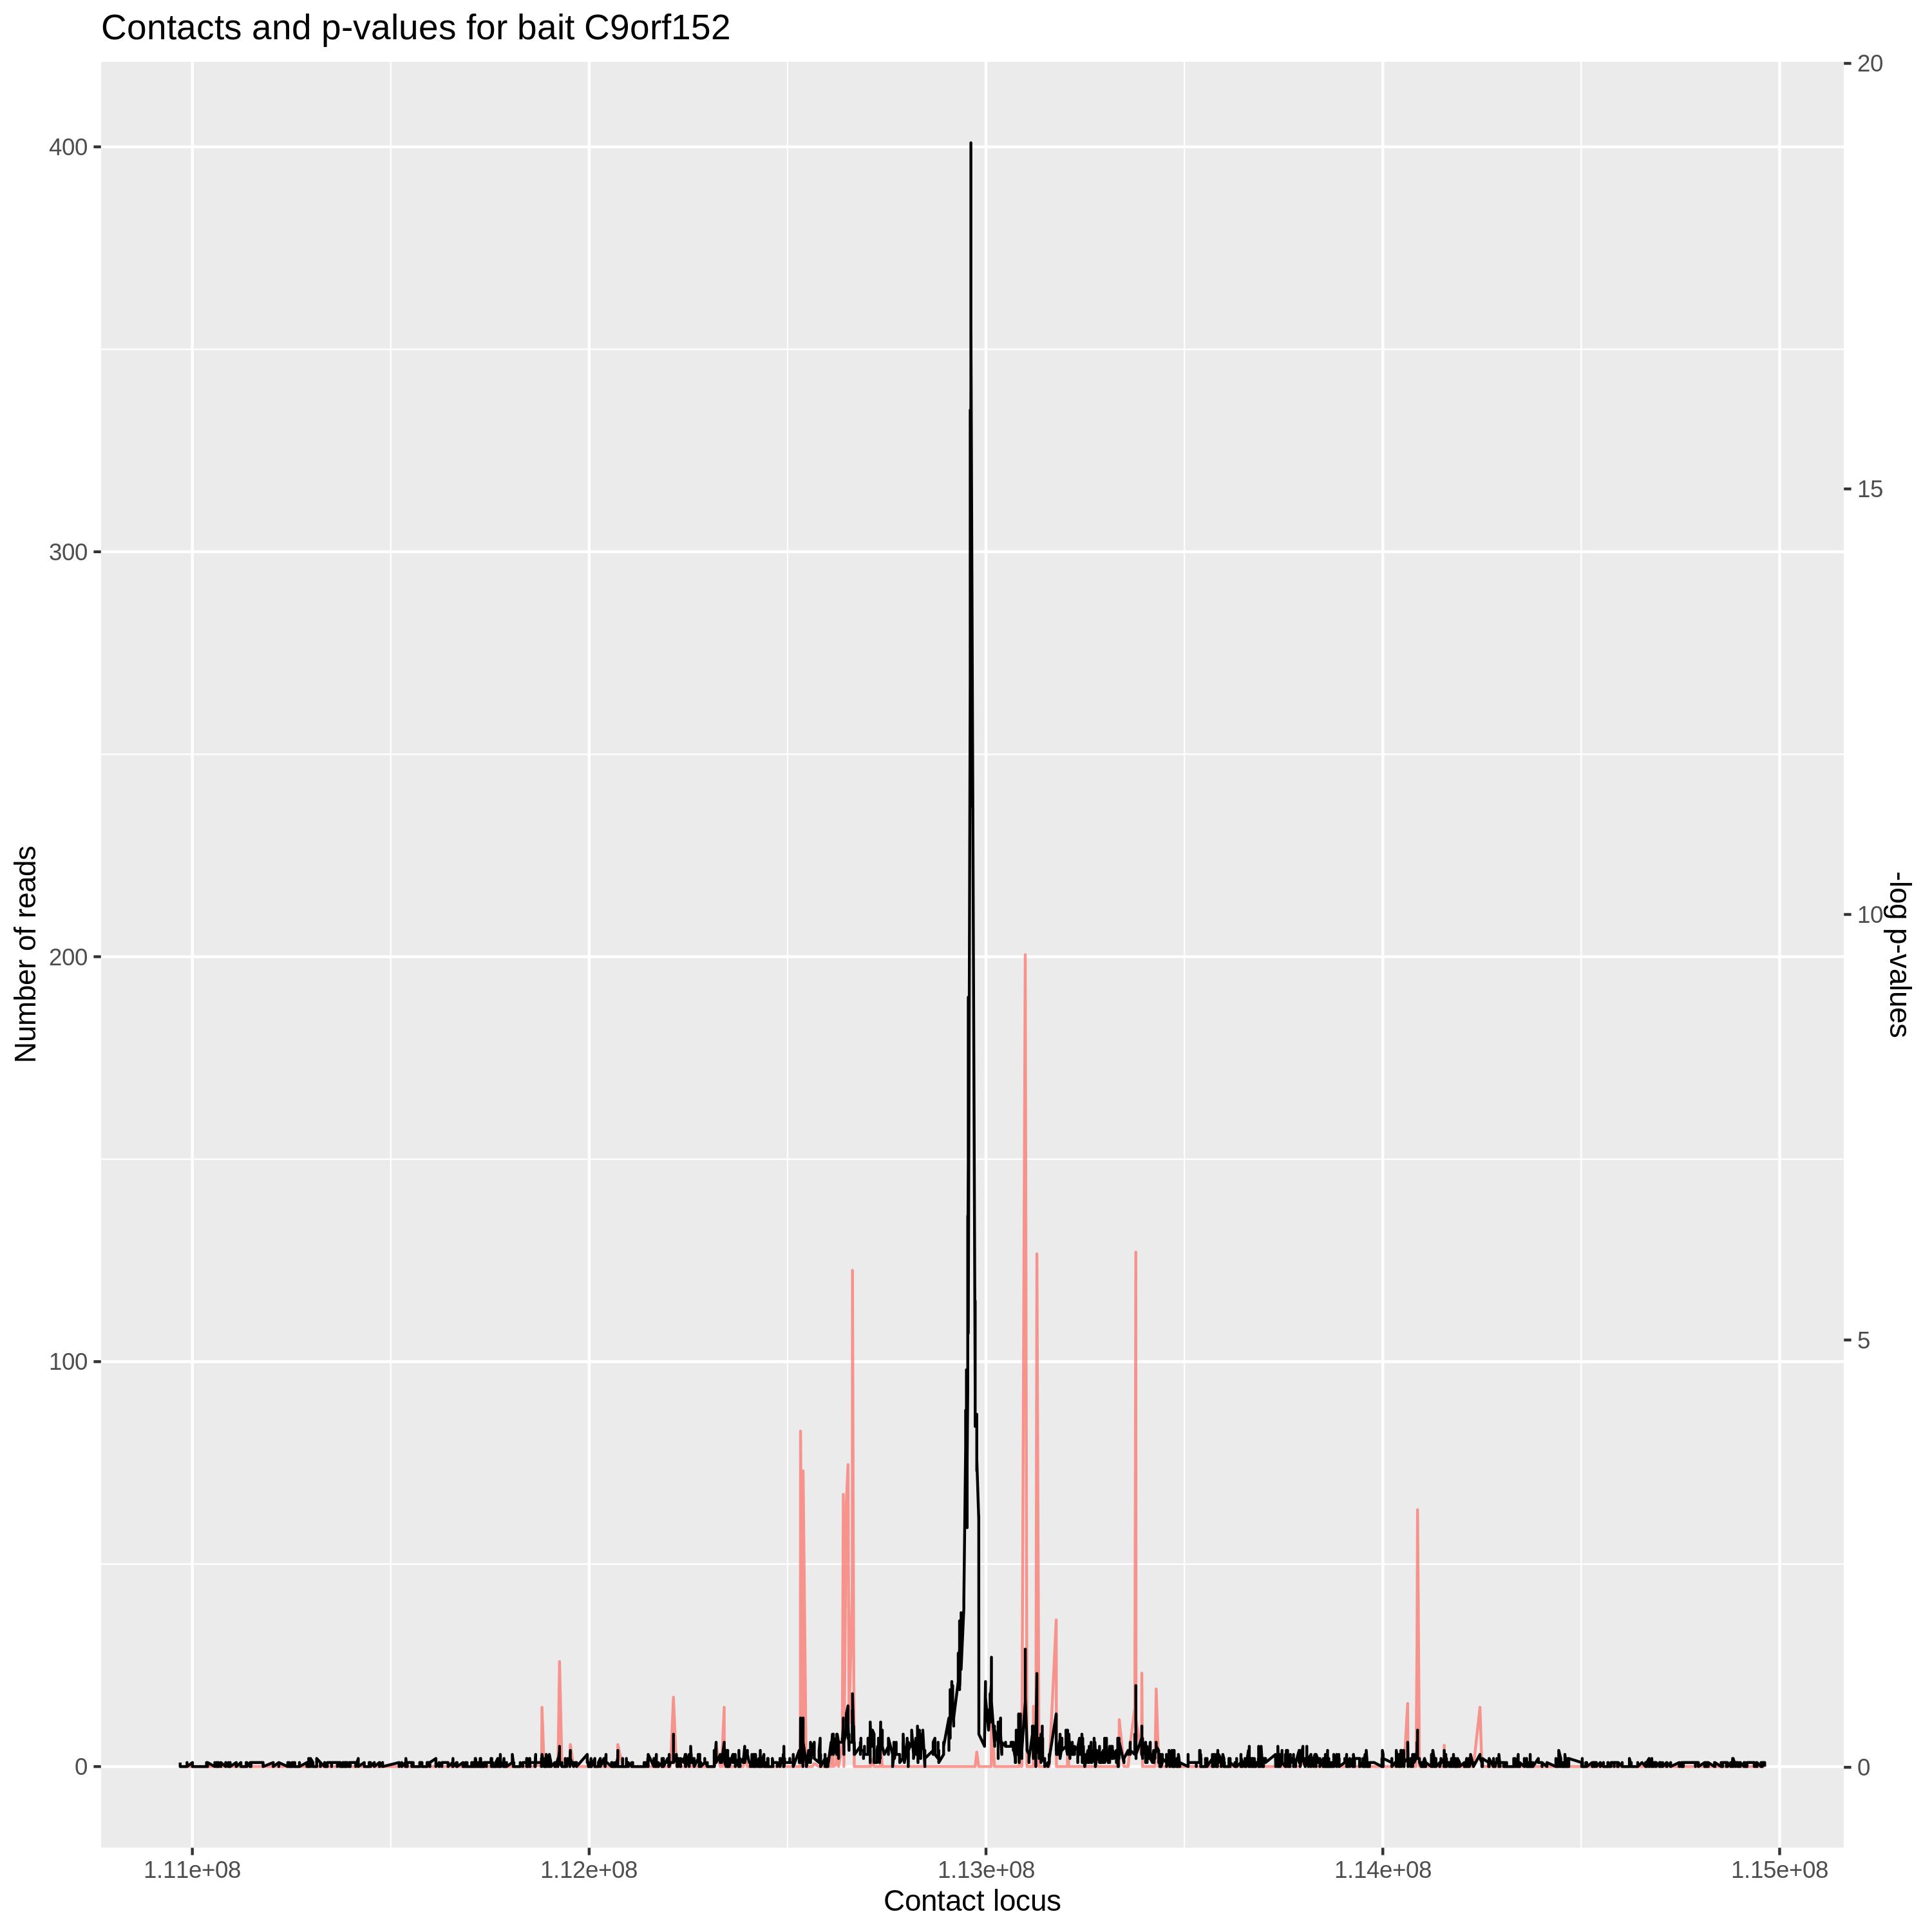 Contacts and p-values for bait C9orf152
20
400
15
300
10
200
Number of reads
-log p-values
5
100
0
0
1.11e+08
1.12e+08
1.13e+08
1.14e+08
1.15e+08
Contact locus